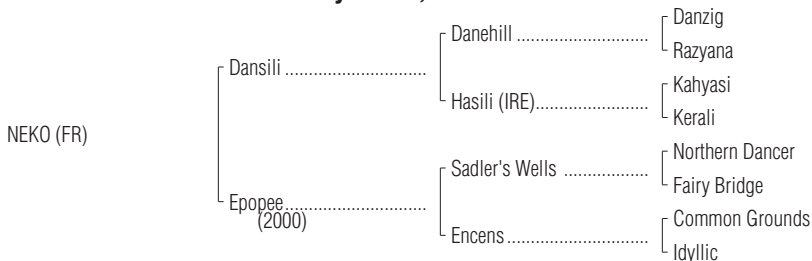 Danzig
Danehill
Razyana
Dansili
Kahyasi
Hasili (IRE)
Kerali
NEKO (FR)
Northern Dancer
Sadler's Wells
Fairy Bridge
Epopee
(2000)
Common Grounds
Encens
Idyllic